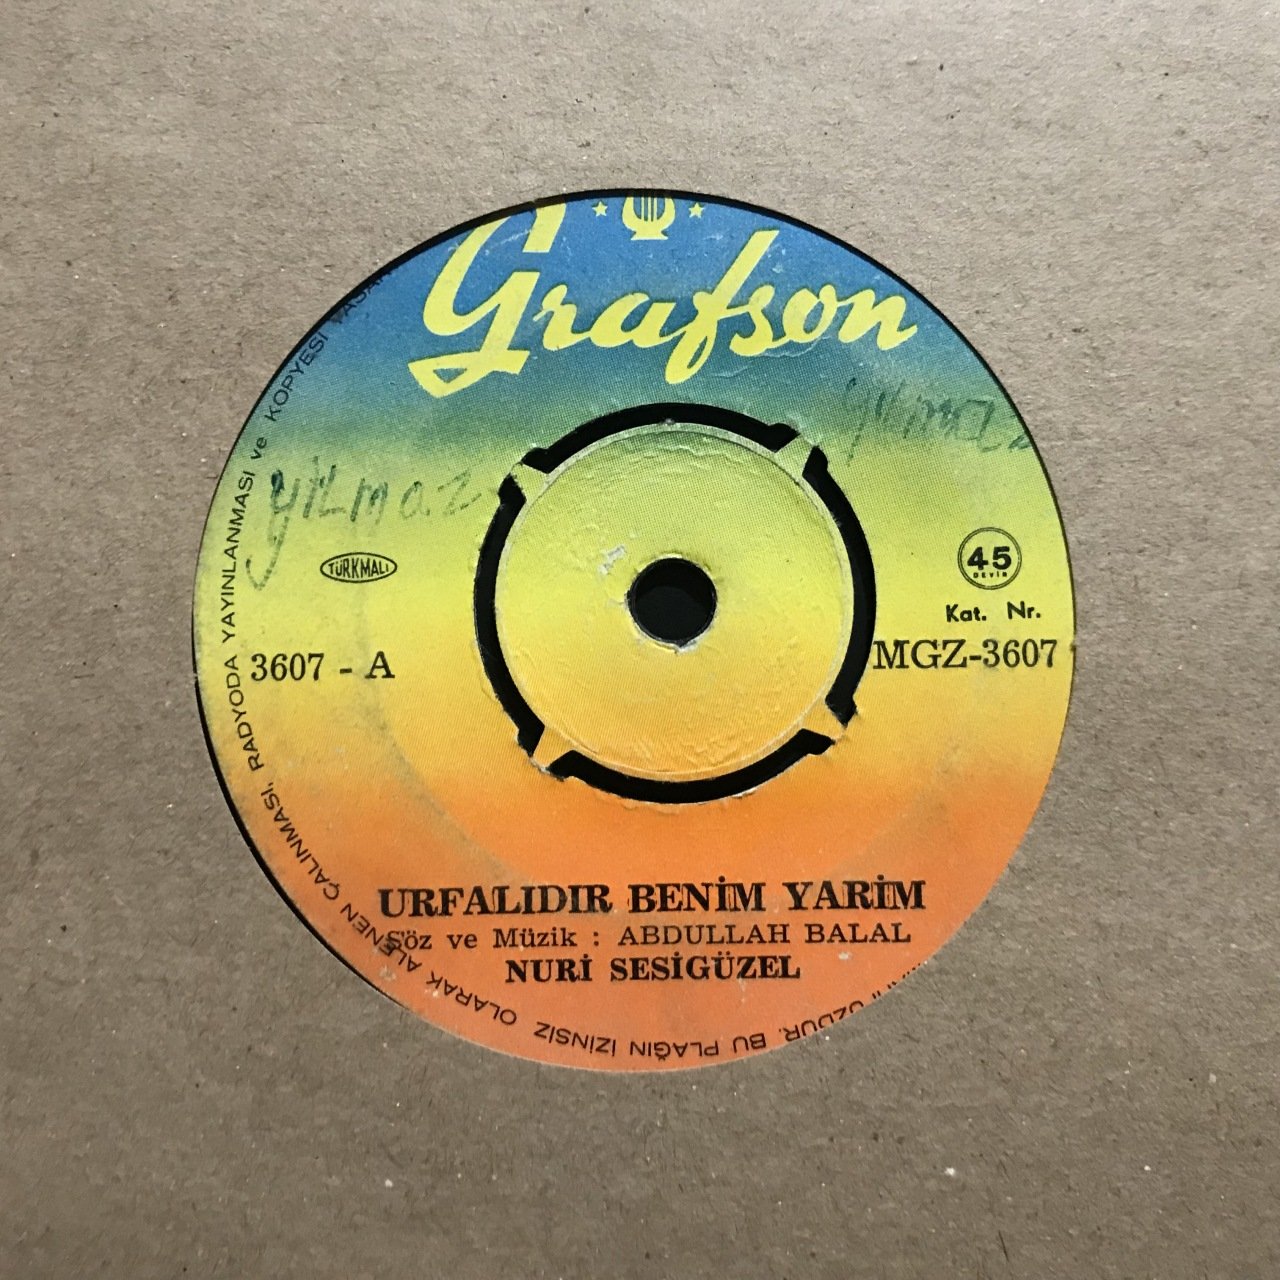 Grafson
yılmaz
yiLmaz
TÜRKMALI
45
DEVİR
Kat. Nr.
3607 - A
MGZ-3607
URFALIDIR BENİM YARİM
Söz ve Müzik : ABDULLAH BALAL
NURİ SESİGÜZEL
BU PLAĞIN İZİNSİZ OLARAK ALENEN ÇALINMASI, RADYODA YAYINLANMASI ve KOPYESİ